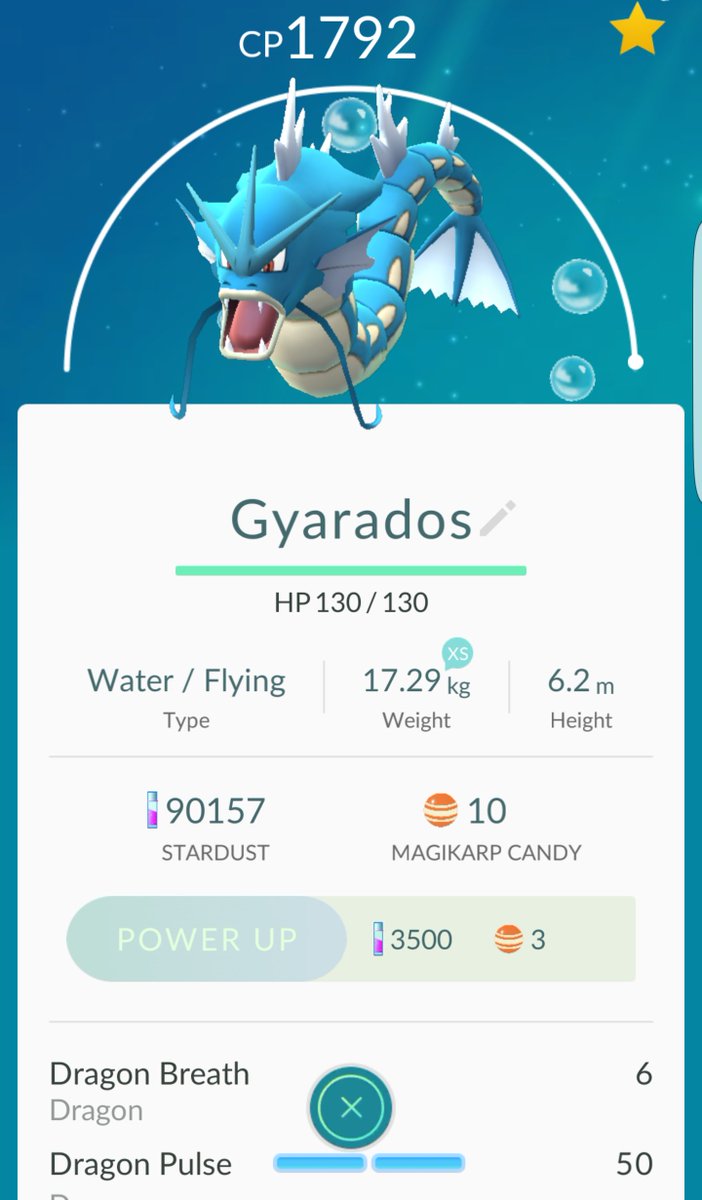 CP1792
Gyarados
HP 130 / 130
XS
Water / Flying 17.29 kg 6.2 m
Type Weight Height
90157 10
STARDUST MAGIKARP CANDY
POWER UP 3500 3
Dragon Breath 6
Dragon
Dragon Pulse 50